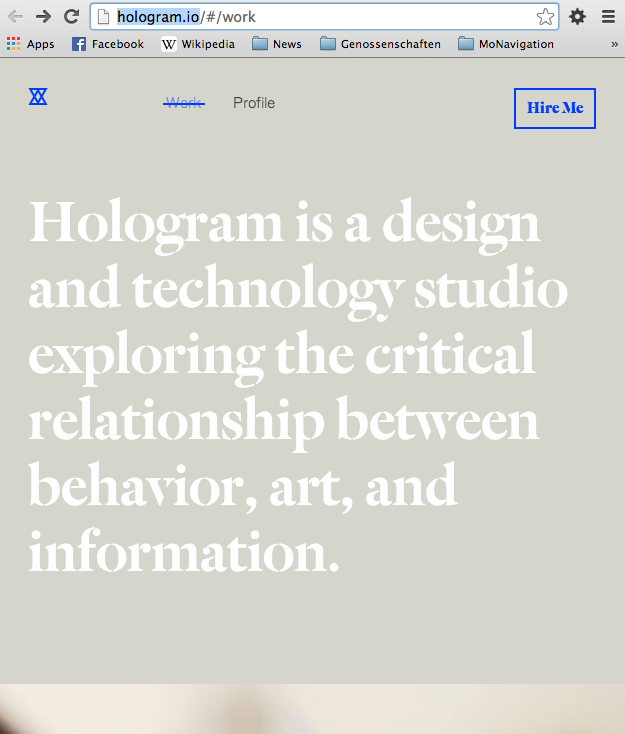 hologram.io/#/work
Apps Facebook Wikipedia News Genossenschaften MoNavigation »
Work Profile Hire Me
Hologram is a design
and technology studio
exploring the critical
relationship between
behavior, art, and
information.